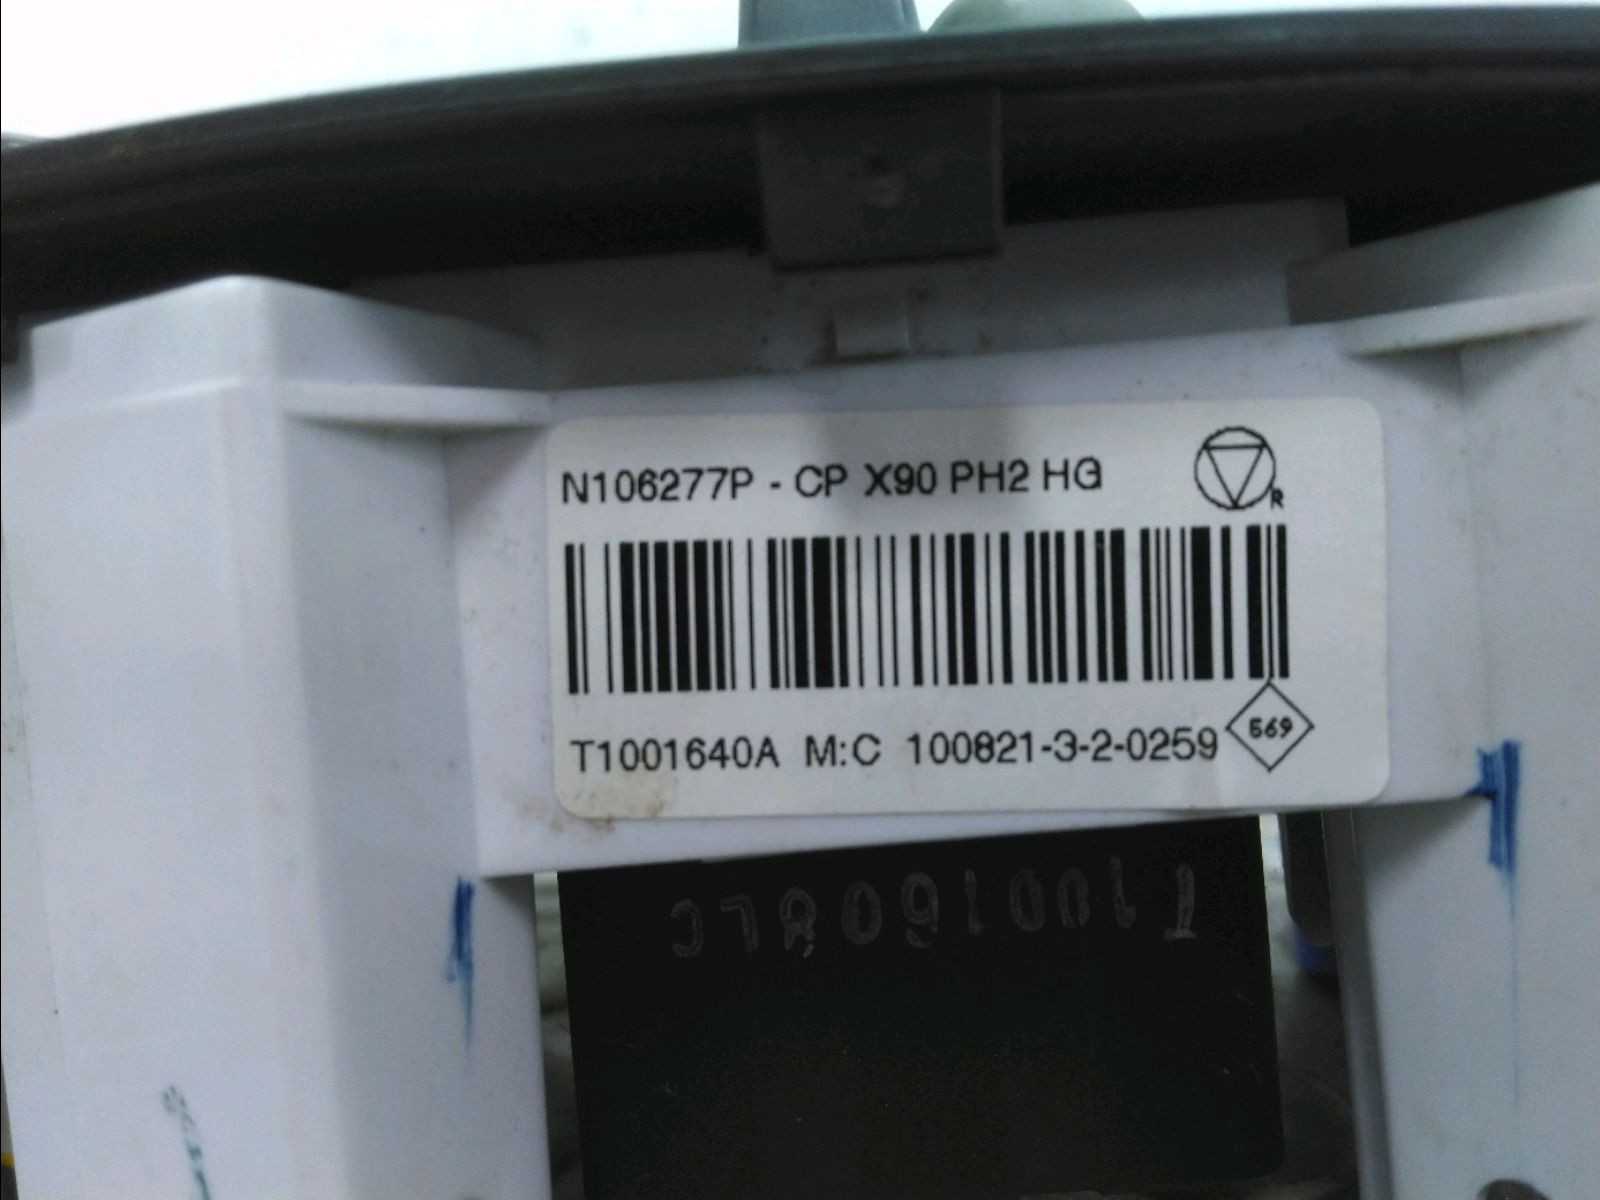 N106277P - CP X90 PH2 HG
R
T1001640A M:C 100821-3-2-0259
569
T1001608LC